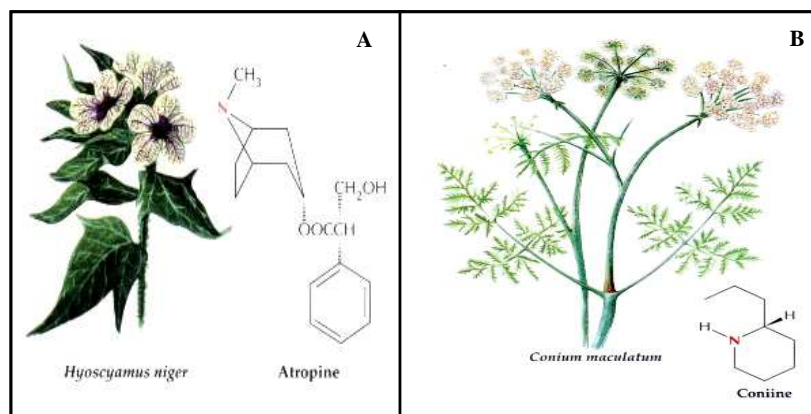 A
CH₃
N
CH₂OH
OOCCH
Hyoscyamus niger
Atropine
B
H
H
N
Conium maculatum
Coniine